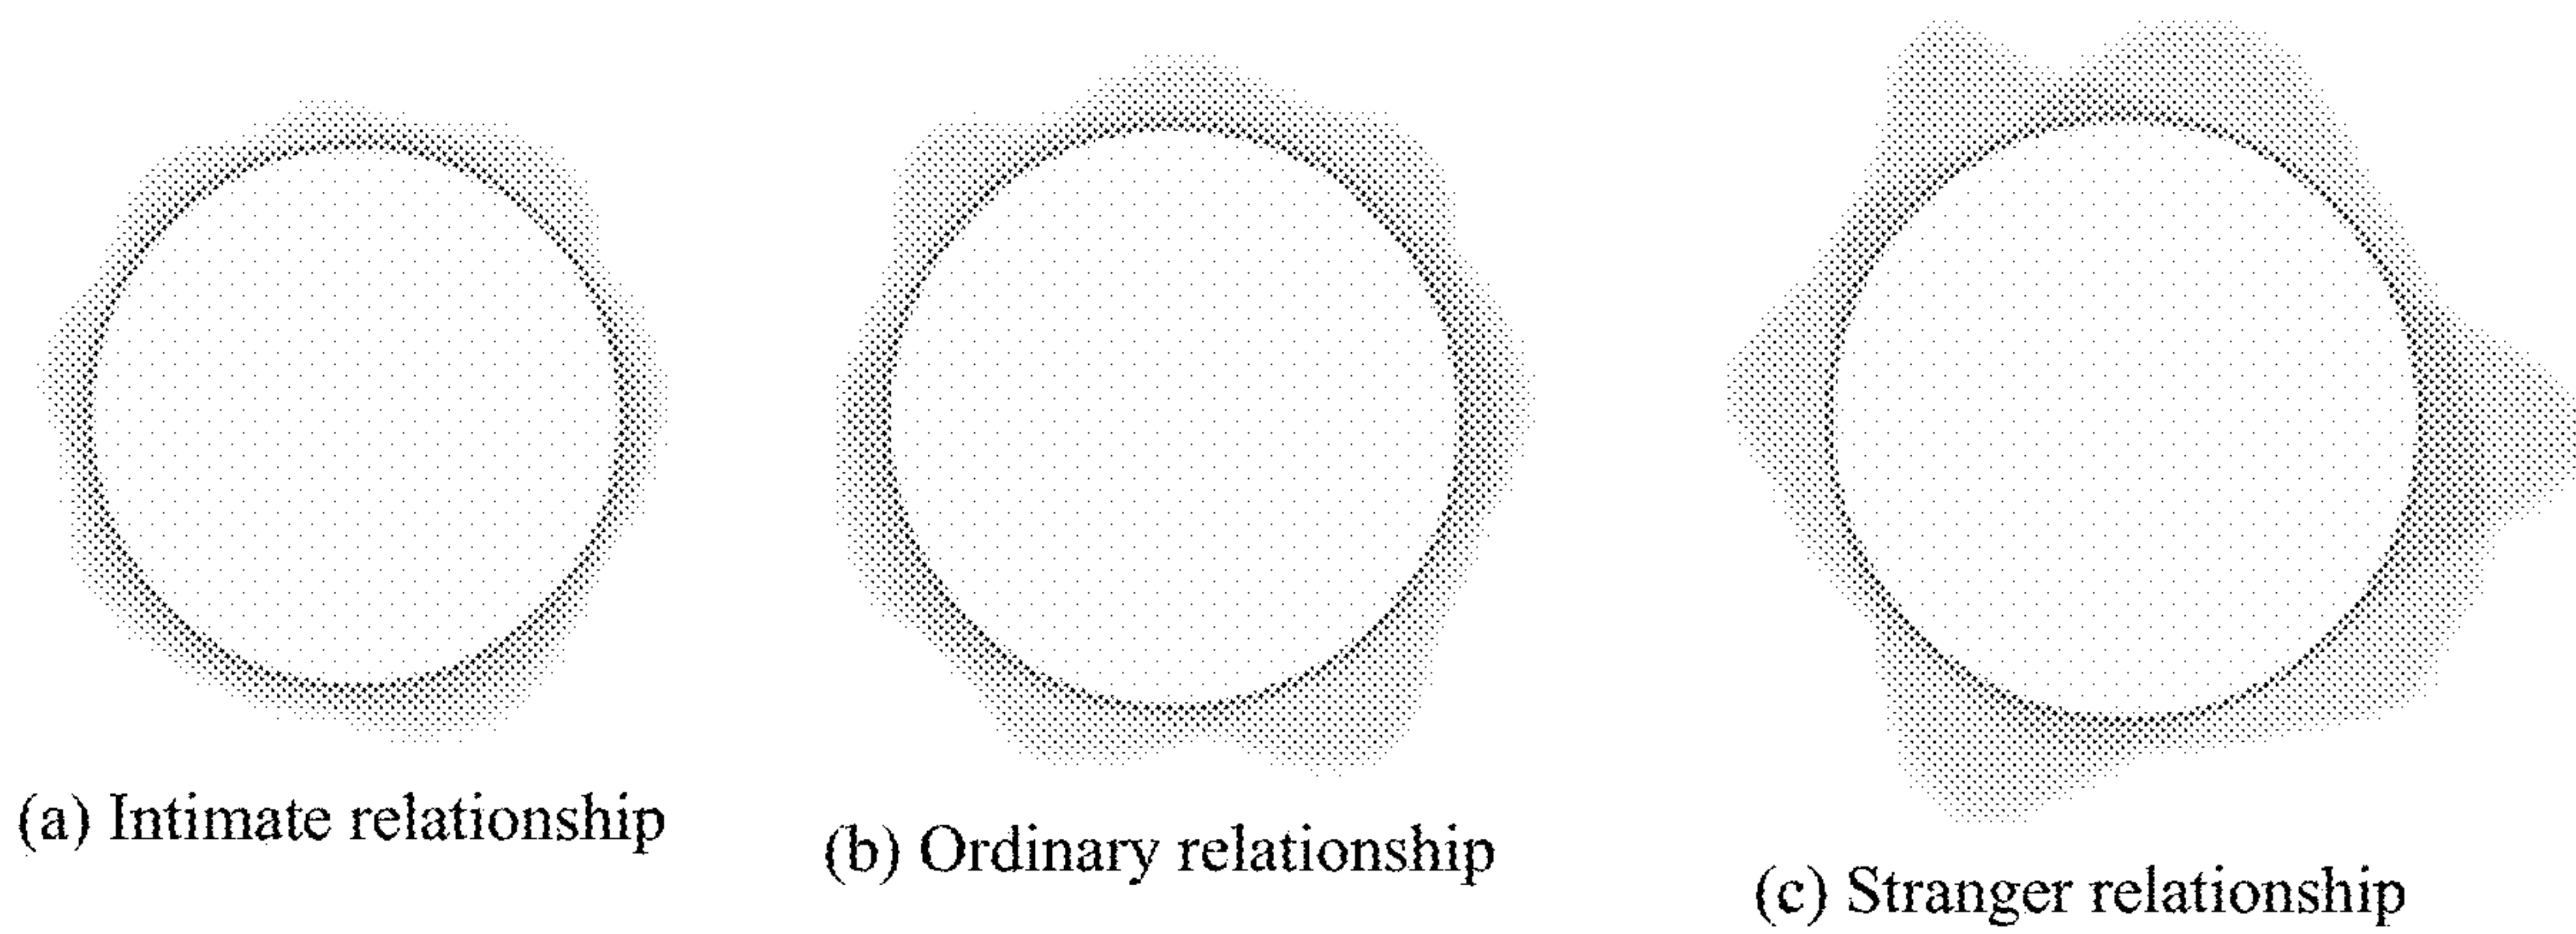 (a) Intimate relationship
(b) Ordinary relationship
(c) Stranger relationship